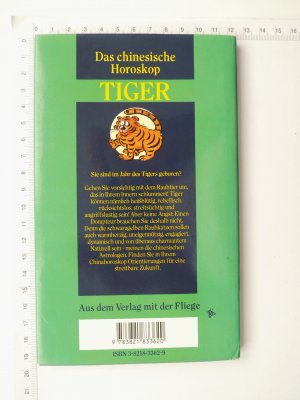 Das chinesische
Horoskop
TIGER
Sie sind im Jahr des Tigers geboren?
Gehen Sie vorsichtig mit dem Raubtier um,
das in Ihrem Innern schlummert! Tiger
können nämlich heißblütig, rebellisch,
rücksichtslos, streitsüchtig und
angriffslustig sein! Aber keine Angst: Einen
Dompteur brauchen Sie deshalb nicht.
Denn die schwarzgelben Raubkatzen sollen
auch warmherzig, uneigennützig, engagiert,
dynamisch und von überaus charmantem
Naturell sein - meinen die chinesischen
Astrologen. Finden Sie in Ihrem
Chinahoroskop Orientierungen für eine
streitbare Zukunft.
Aus dem Verlag mit der Fliege
9 783821 833620
ISBN 3-8218-3362-9